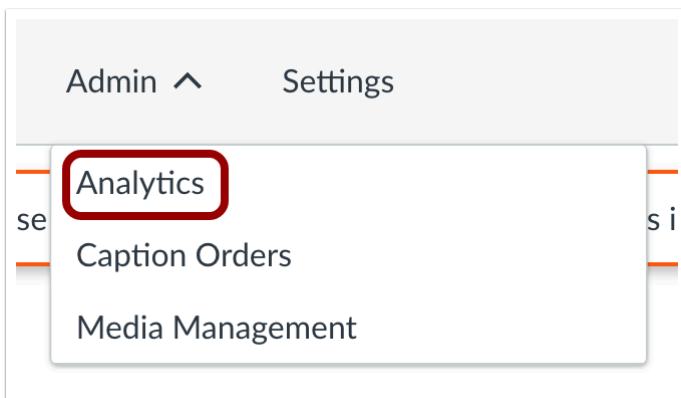 Admin Settings
Analytics
se s i
Caption Orders
Media Management